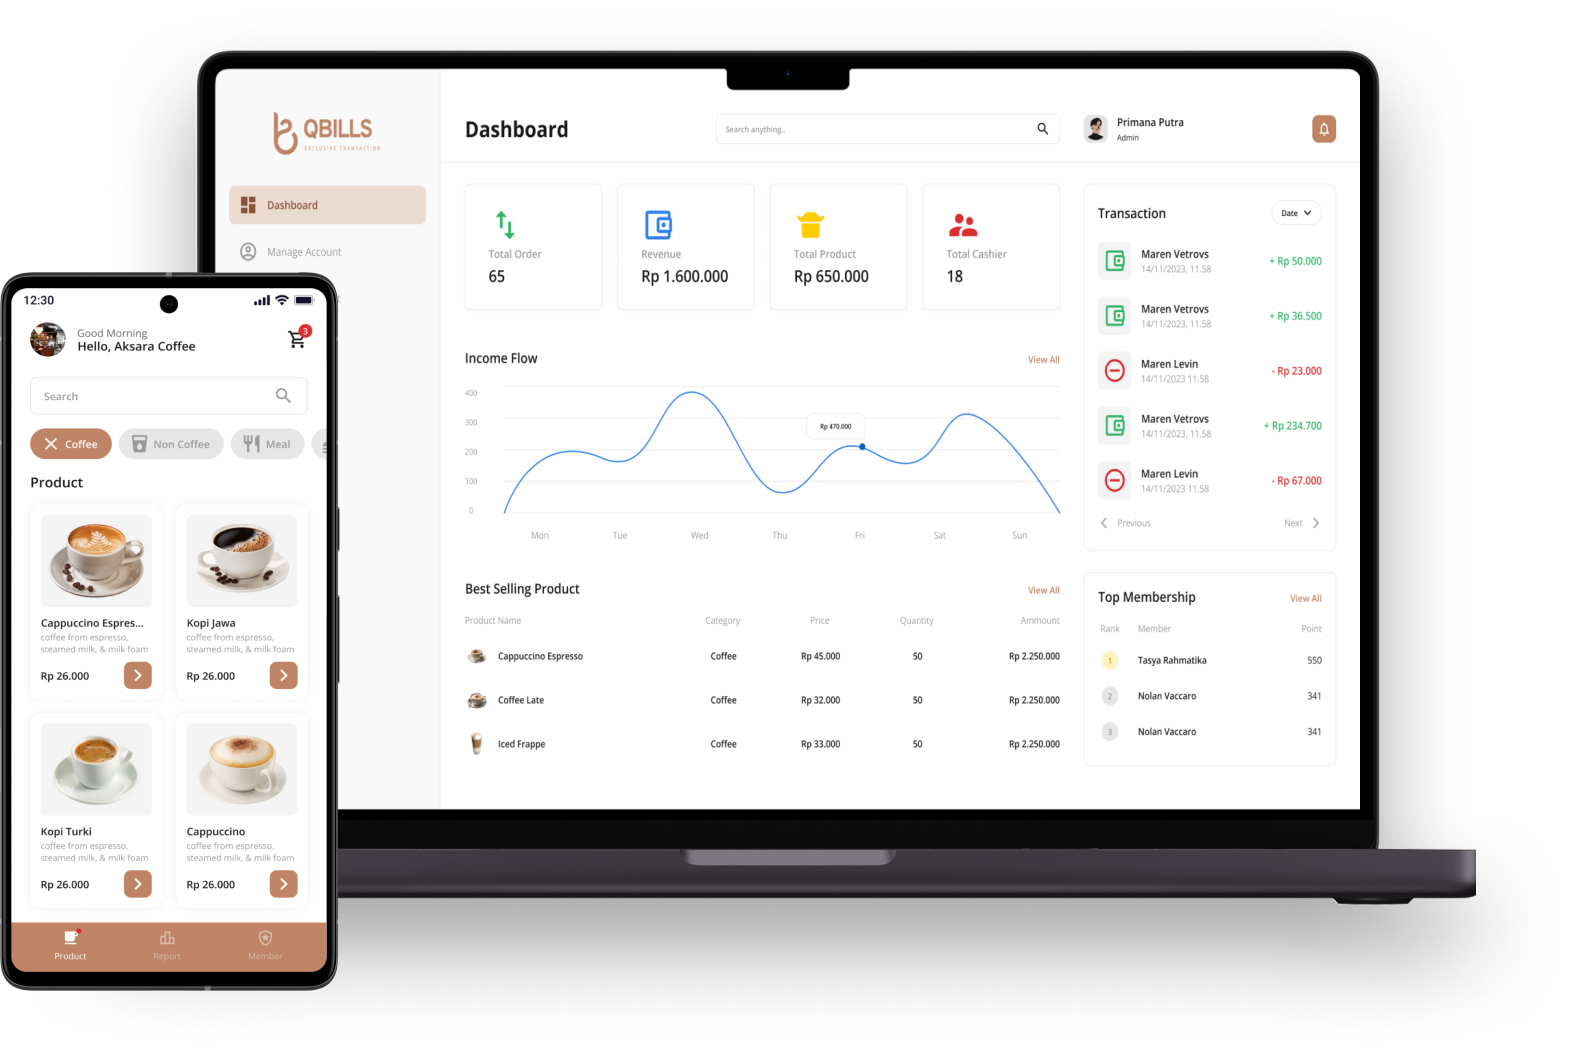 QBILLS
EXCLUSIVE TRANSACTION
Dashboard
Manage Account
Dashboard
Search anything..
Primana Putra
Admin
Total Order
65
Revenue
Rp 1.600.000
Total Product
Rp 650.000
Total Cashier
18
Income Flow
View All
400
300
200
100
0
Rp 470.000
Mon Tue Wed Thu Fri Sat Sun
Best Selling Product
View All
Product Name Category Price Quantity Ammount
Cappuccino Espresso Coffee Rp 45.000 50 Rp 2.250.000
Coffee Late Coffee Rp 32.000 50 Rp 2.250.000
Iced Frappe Coffee Rp 33.000 50 Rp 2.250.000
Transaction
Date
Maren Vetrovs
14/11/2023, 11.58
+ Rp 50.000
Maren Vetrovs
14/11/2023, 11.58
+ Rp 36.500
Maren Levin
14/11/2023 11.58
- Rp 23.000
Maren Vetrovs
14/11/2023, 11.58
+ Rp 234.700
Maren Levin
14/11/2023 11.58
- Rp 67.000
Previous
Next
Top Membership
View All
Rank Member Point
1 Tasya Rahmatika 550
2 Nolan Vaccaro 341
3 Nolan Vaccaro 341
12:30
Good Morning
Hello, Aksara Coffee
3
Search
Coffee
Non Coffee
Meal
Product
Cappuccino Espres...
coffee from espresso,
steamed milk, & milk foam
Rp 26.000
Kopi Jawa
coffee from espresso,
steamed milk, & milk foam
Rp 26.000
Kopi Turki
coffee from espresso,
steamed milk, & milk foam
Rp 26.000
Cappuccino
coffee from espresso,
steamed milk, & milk foam
Rp 26.000
Product
Report
Member